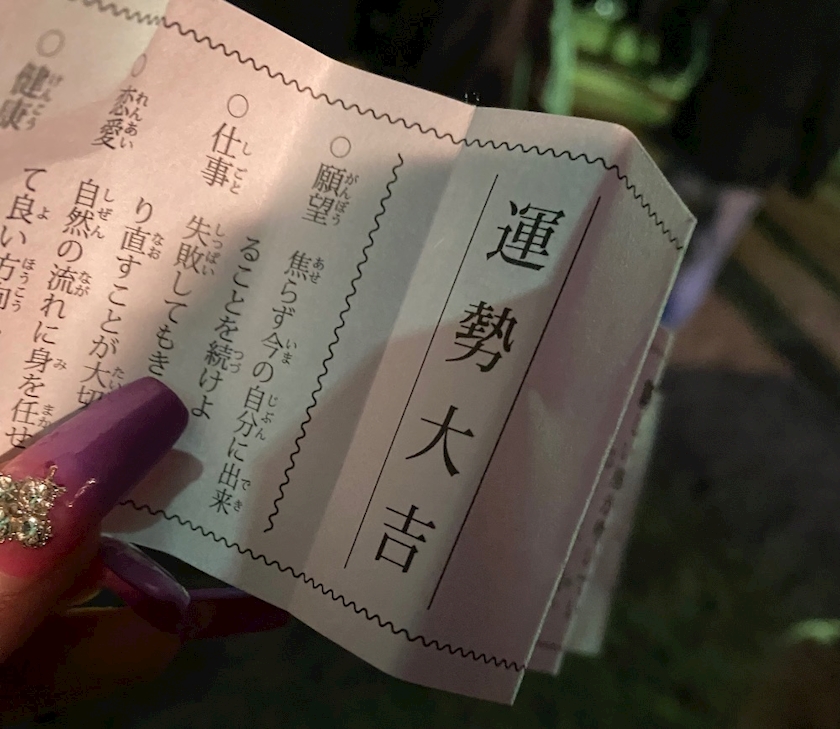 運勢大吉
○願望 焦らず今の自分に出来
ることを続けよ
○仕事 失敗してもき
り直すことが大切
○恋愛 自然の流れに身を任せ
て良い方向
○健康